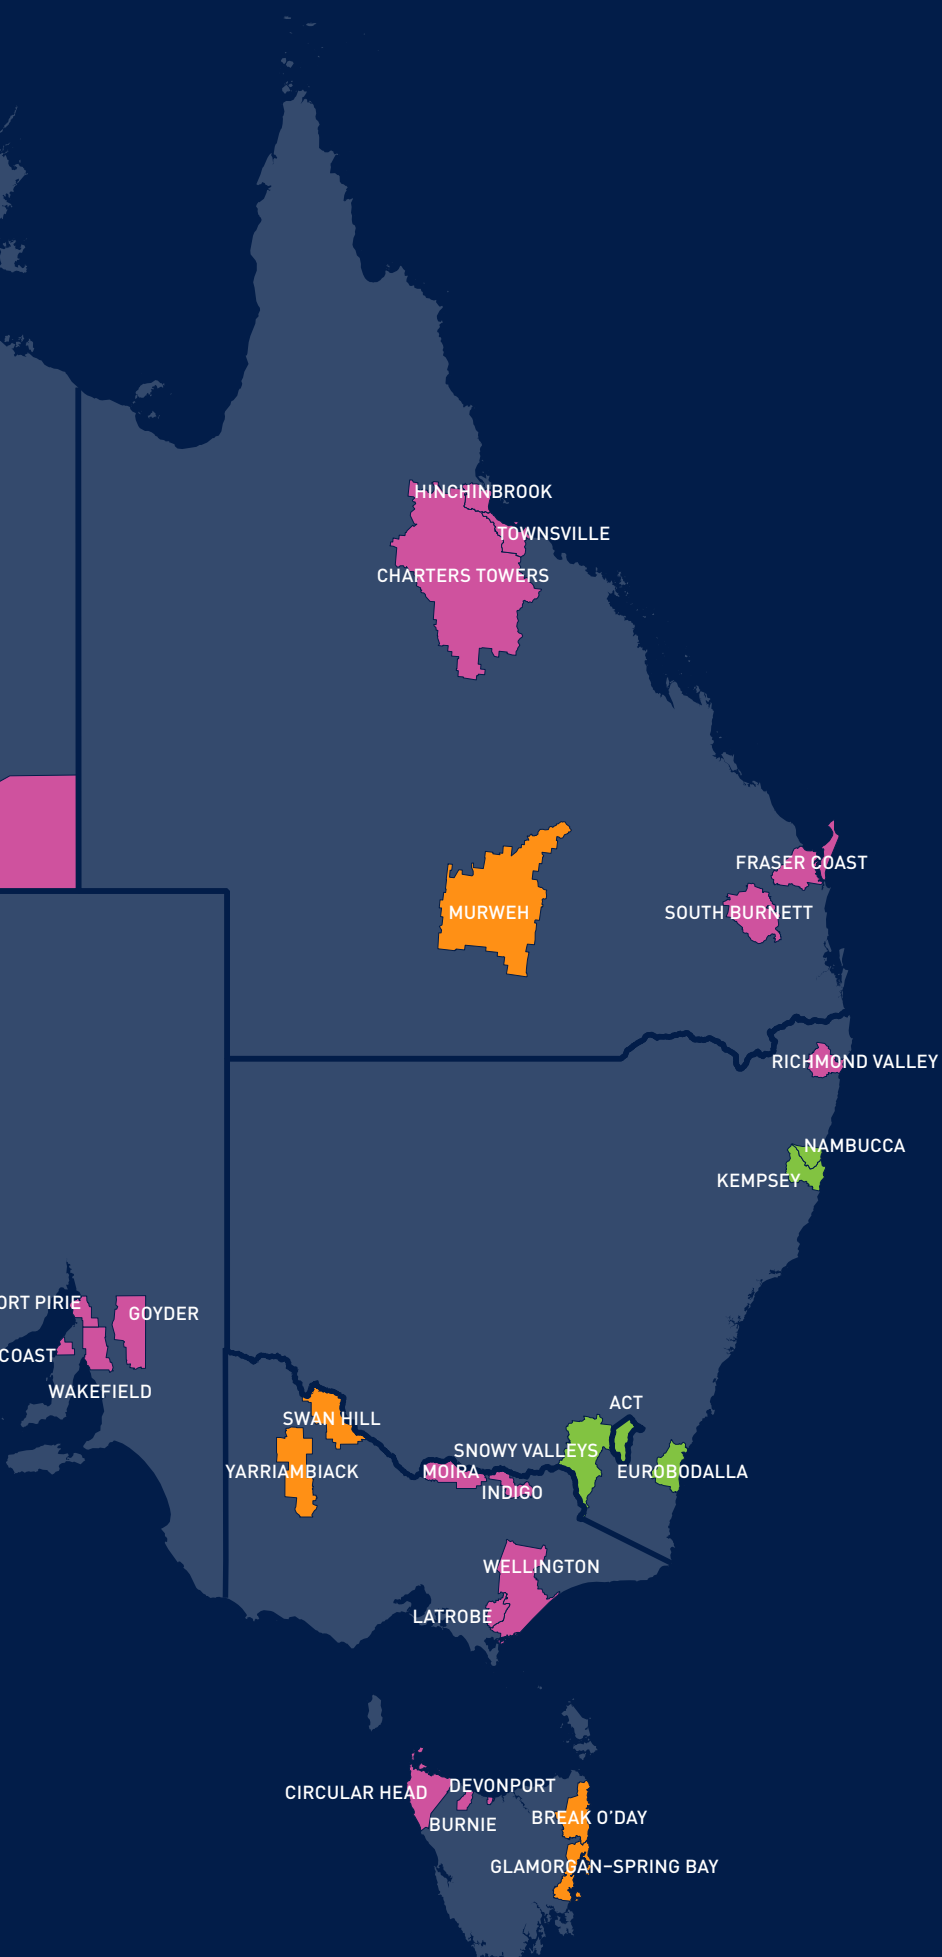 HINCHINBROOK
TOWNSVILLE
CHARTERS TOWERS
FRASER COAST
MURWEH
SOUTH BURNETT
RICHMOND VALLEY
NAMBUCCA
KEMPSEY
ORT PIRIE
GOYDER
COAST
WAKEFIELD
ACT
SWAN HILL
SNOWY VALLEYS
YARRIAMBIACK
MOIRA
EUROBODALLA
INDIGO
WELLINGTON
LATROBE
DEVONPORT
CIRCULAR HEAD
BREAK O’DAY
BURNIE
GLAMORGAN–SPRING BAY